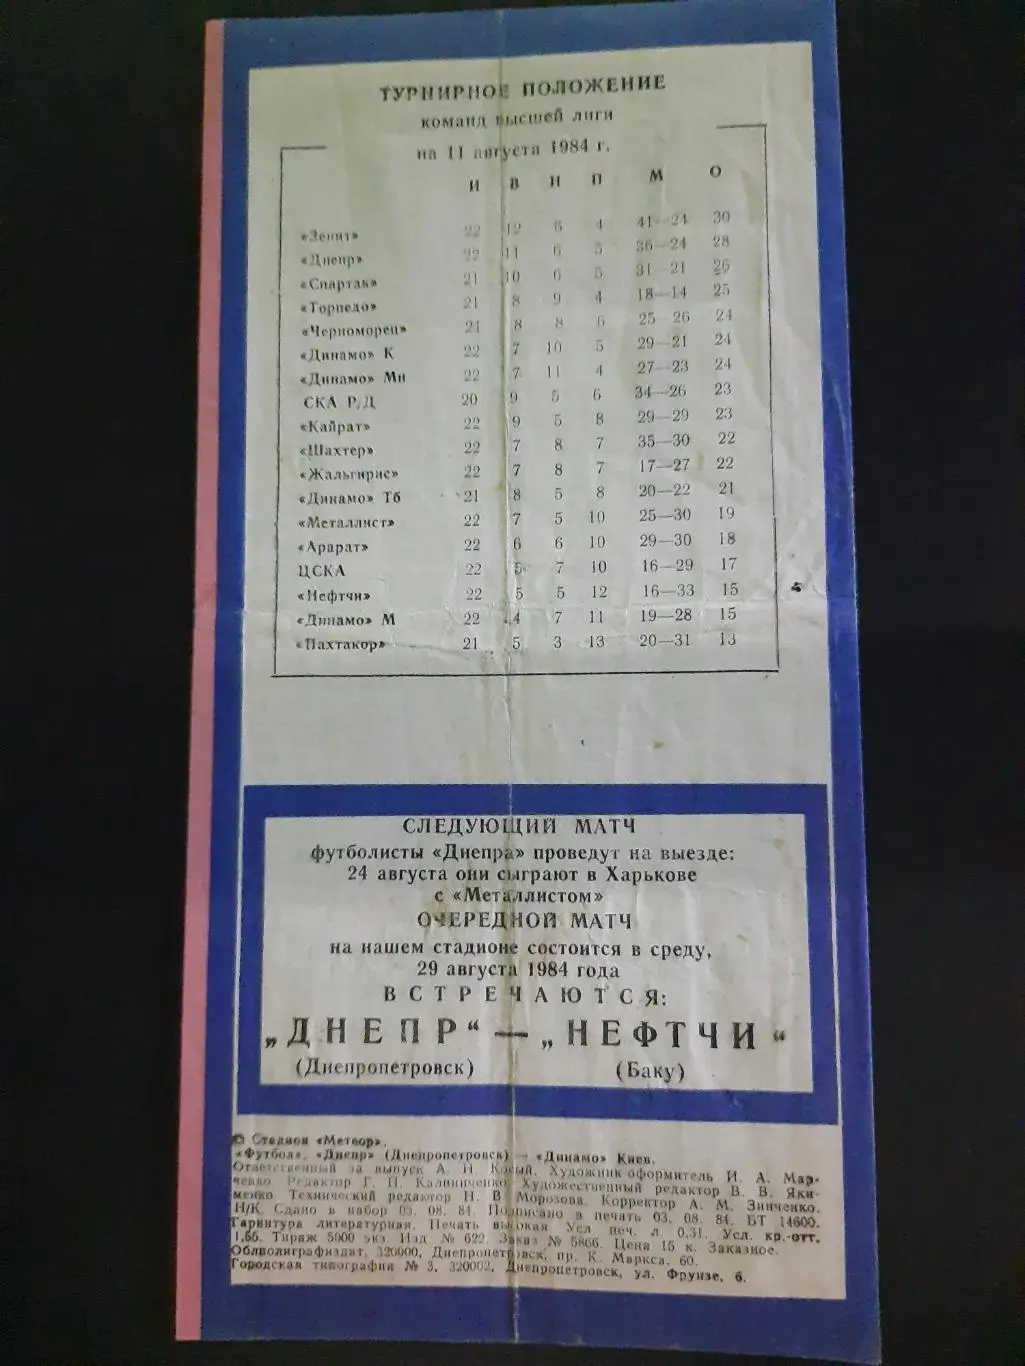 ТУРНИРНОЕ ПОЛОЖЕНИЕ
команд высшей лиги
на 11 августа 1984 г.
И В Н П М О
«Зенит» 22 12 6 4 41—24 30
«Днепр» 22 11 6 5 36—24 28
«Спартак» 21 10 6 5 31—21 26
«Торпедо» 21 8 9 4 18—14 25
«Черноморец» 21 8 8 6 25—26 24
«Динамо» К 22 7 10 5 29—21 24
«Динамо» Мн 22 7 11 4 27—23 24
СКА Р/Д 20 9 5 6 34—26 23
«Кайрат» 22 9 5 8 29—29 23
«Шахтер» 22 7 8 7 35—30 22
«Жальгирис» 22 7 8 7 17—27 22
«Динамо» Тб 21 8 5 8 20—22 21
«Металлист» 22 7 5 10 25—30 19
«Арарат» 22 6 6 10 29—30 18
ЦСКА 22 5 7 10 16—29 17
«Нефтчи» 22 5 5 12 16—33 15
«Динамо» М 22 4 7 11 19—28 15
«Пахтакор» 21 5 3 13 20—31 13
СЛЕДУЮЩИЙ МАТЧ
футболисты «Днепра» проведут на выезде:
24 августа они сыграют в Харькове
с «Металлистом»
ОЧЕРЕДНОЙ МАТЧ
на нашем стадионе состоится в среду,
29 августа 1984 года
ВСТРЕЧАЮТСЯ:
„ДНЕПР“ — „НЕФТЧИ“
(Днепропетровск) (Баку)
© Стадион «Метеор».
«Футбол». «Днепр» (Днепропетровск) — «Динамо» Киев.
Ответственный за выпуск А. Н. Косый. Художник-оформитель И. А. Мар-
ченко Редактор Г. П. Калиниченко Художественный редактор В. В. Яки-
менко Технический редактор Н. В. Морозова. Корректор А. М. Зинченко.
Н/К Сдано в набор 03. 08. 84. Подписано в печать 03. 08. 84. БТ 14600.
Гарнитура литературная. Печать высокая Усл печ. л. 0,31. Усл. кр.-отт.
1,55. Тираж 5000 экз. Изд. № 622. Заказ № 5866. Цена 15 к. Заказное.
Облполиграфиздат, 320000, Днепропетровск, пр. К. Маркса, 60.
Городская типография № 3, 320002, Днепропетровск, ул. Фрунзе, 6.